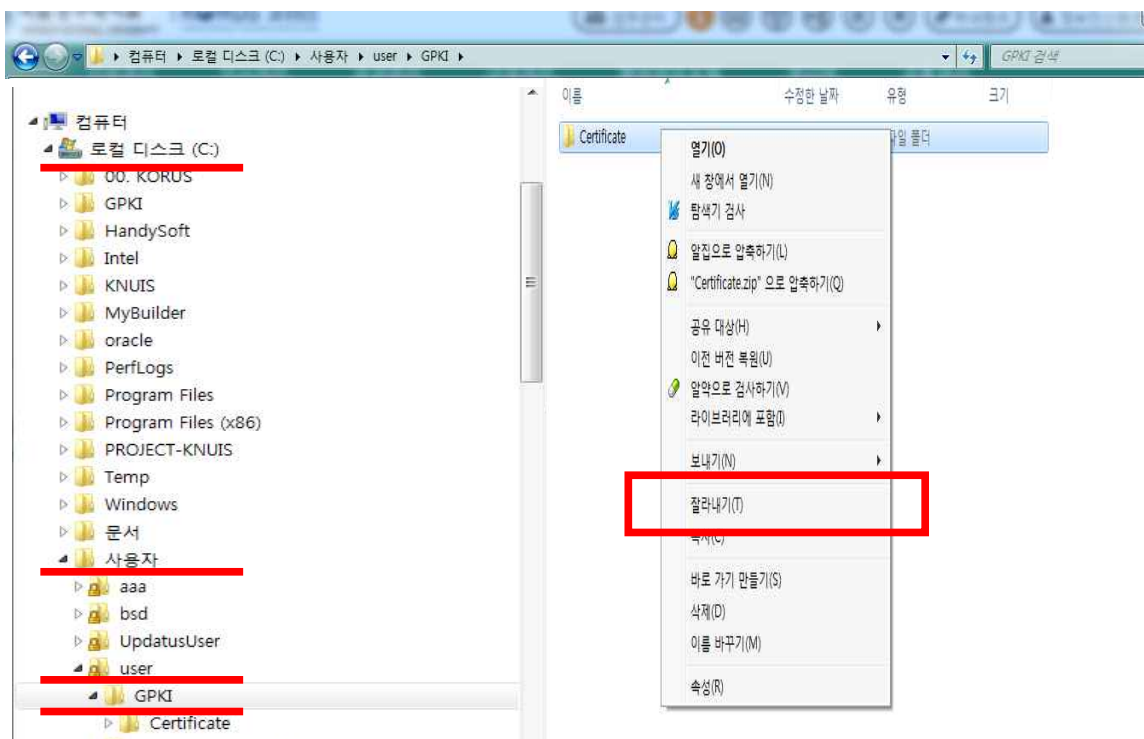 컴퓨터 ▸ 로컬 디스크 (C:) ▸ 사용자 ▸ user ▸ GPKI ▸
GPKI 검색
이름 수정한 날짜 유형 크기
컴퓨터
로컬 디스크 (C:)
00. KORUS
GPKI
HandySoft
Intel
KNUIS
MyBuilder
oracle
PerfLogs
Program Files
Program Files (x86)
PROJECT-KNUIS
Temp
Windows
문서
사용자
aaa
bsd
UpdatusUser
user
GPKI
Certificate
Certificate
파일 폴더
열기(O)
새 창에서 열기(N)
탐색기 검사
알집으로 압축하기(L)
"Certificate.zip" 으로 압축하기(Q)
공유 대상(H)
이전 버전 복원(U)
알약으로 검사하기(V)
라이브러리에 포함(I)
보내기(N)
잘라내기(T)
복사(C)
바로 가기 만들기(S)
삭제(D)
이름 바꾸기(M)
속성(R)